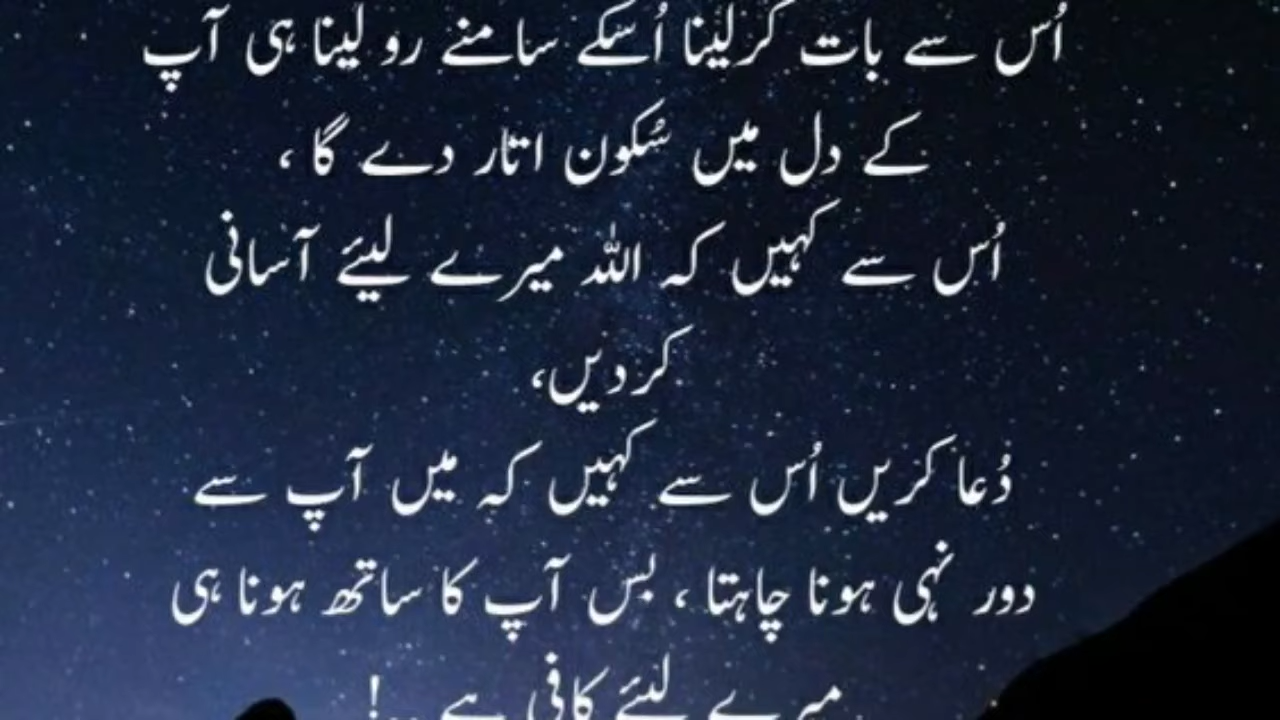 اُس سے بات کرلینا اُسکے سامنے رو لینا ہی آپ
کے دل میں سُکون اتار دے گا ،
اُس سے کہیں کہ اللہ میرے لیئے آسانی
کردیں،
دُعا کریں اُس سے کہیں کہ میں آپ سے
دور نہی ہونا چاہتا ، بس آپ کا ساتھ ہونا ہی
میرے لیئے کافی ہے ..!